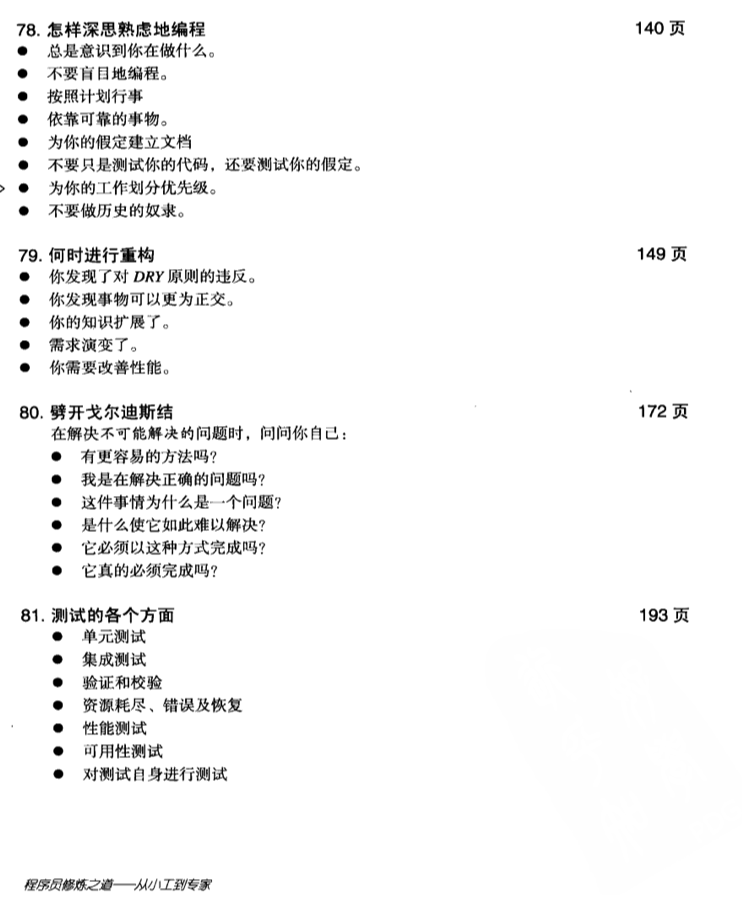 78. 怎样深思熟虑地编程 140 页
● 总是意识到你在做什么。
● 不要盲目地编程。
● 按照计划行事
● 依靠可靠的事物。
● 为你的假定建立文档
● 不要只是测试你的代码，还要测试你的假定。
● 为你的工作划分优先级。
● 不要做历史的奴隶。
79. 何时进行重构 149 页
● 你发现了对 DRY 原则的违反。
● 你发现事物可以更为正交。
● 你的知识扩展了。
● 需求演变了。
● 你需要改善性能。
80. 劈开戈尔迪斯结 172 页
在解决不可能解决的问题时，问问你自己：
● 有更容易的方法吗？
● 我是在解决正确的问题吗？
● 这件事情为什么是一个问题？
● 是什么使它如此难以解决？
● 它必须以这种方式完成吗？
● 它真的必须完成吗？
81. 测试的各个方面 193 页
● 单元测试
● 集成测试
● 验证和校验
● 资源耗尽、错误及恢复
● 性能测试
● 可用性测试
● 对测试自身进行测试
程序员修炼之道——从小工到专家